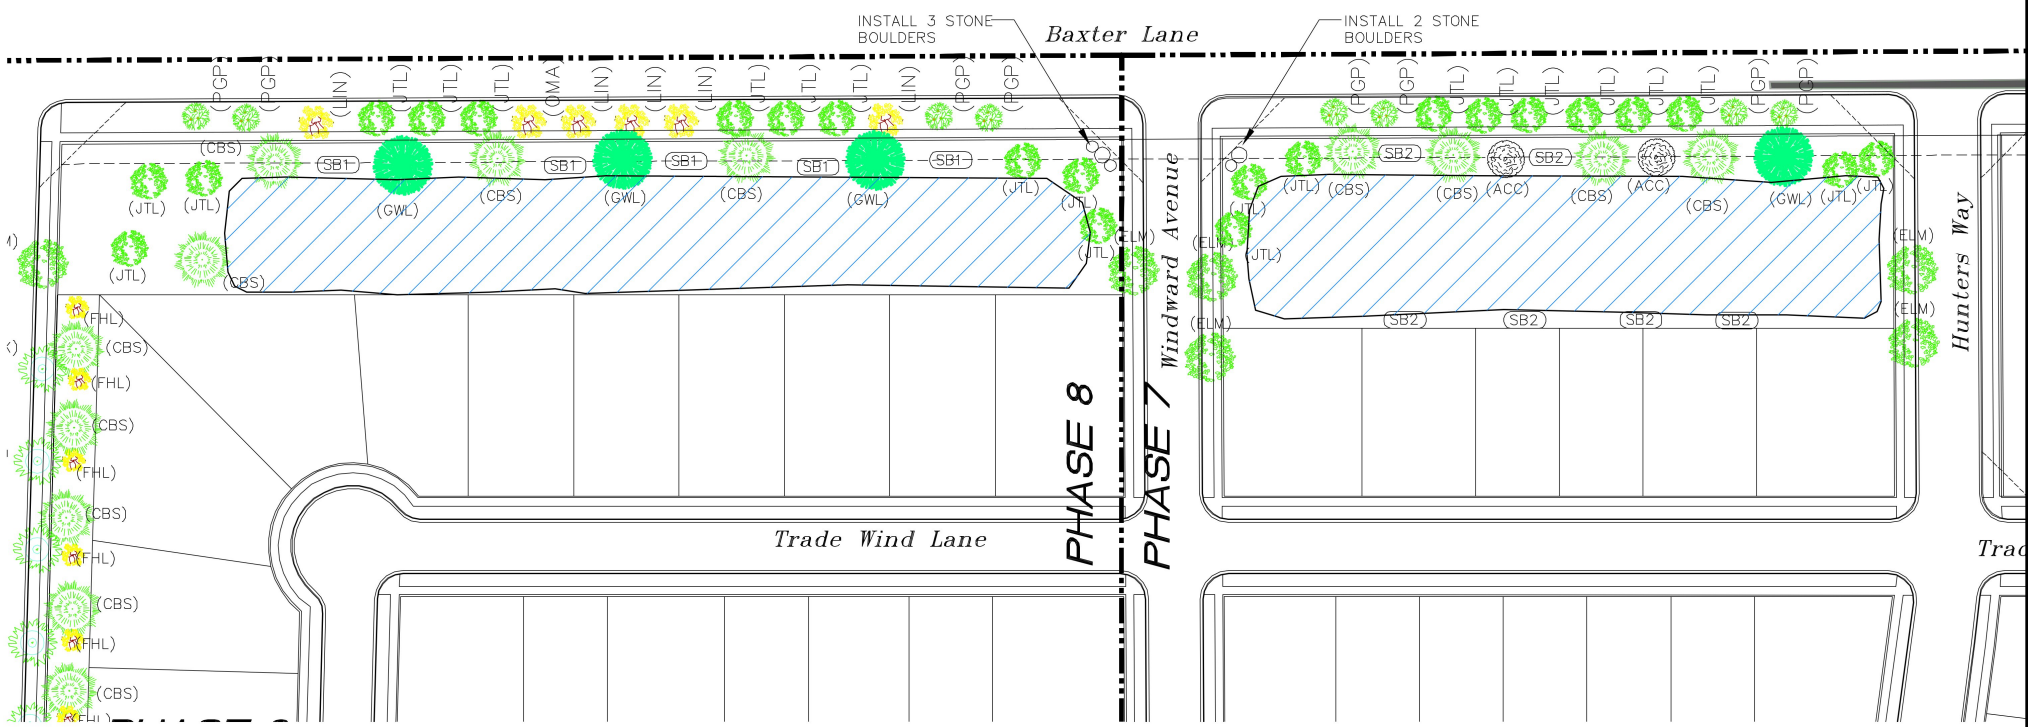 INSTALL 3 STONE
BOULDERS
Baxter Lane
INSTALL 2 STONE
BOULDERS
(PGP)
(PGP)
(LIN)
(JTL)
(JTL)
(JTL)
(OMA)
(LIN)
(LIN)
(LIN)
(JTL)
(JTL)
(JTL)
(LIN)
(PGP)
(PGP)
(PGP)
(PGP)
(JTL)
(JTL)
(JTL)
(JTL)
(JTL)
(JTL)
(PGP)
(PGP)
(CBS)
SB1
SB1
SB1
SB1
SB1
SB2
SB2
(JTL)
(JTL)
(GWL)
(CBS)
(GWL)
(CBS)
(GWL)
(JTL)
(JTL)
(JTL)
(JTL)
(CBS)
(CBS)
(ACC)
(CBS)
(ACC)
(CBS)
(GWL)
(JTL)
(JTL)
(JTL)
(ELM)
(JTL)
(ELM)
(JTL)
(ELM)
(JTL)
(CBS)
Windward Avenue
Hunters Way
(FHL)
(ELM)
SB2
SB2
SB2
SB2
(ELM)
(CBS)
(FHL)
(CBS)
(FHL)
(CBS)
(FHL)
(CBS)
(FHL)
(CBS)
(FHL)
PHASE 8
PHASE 7
Trade Wind Lane
Trad